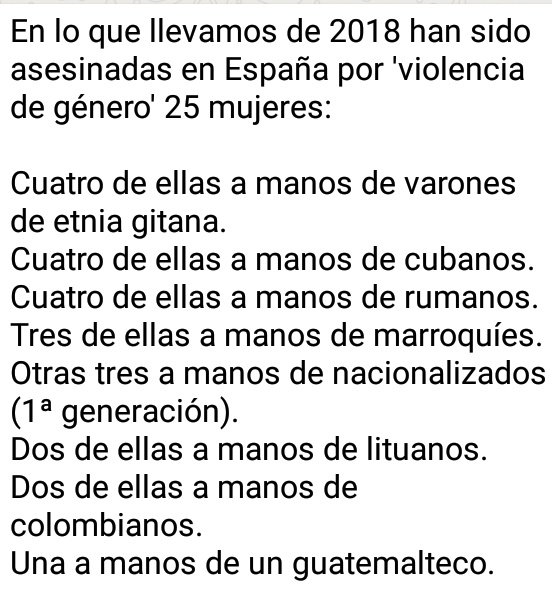 En lo que llevamos de 2018 han sido
asesinadas en España por 'violencia
de género' 25 mujeres:
Cuatro de ellas a manos de varones
de etnia gitana.
Cuatro de ellas a manos de cubanos.
Cuatro de ellas a manos de rumanos.
Tres de ellas a manos de marroquíes.
Otras tres a manos de nacionalizados
(1ª generación).
Dos de ellas a manos de lituanos.
Dos de ellas a manos de
colombianos.
Una a manos de un guatemalteco.